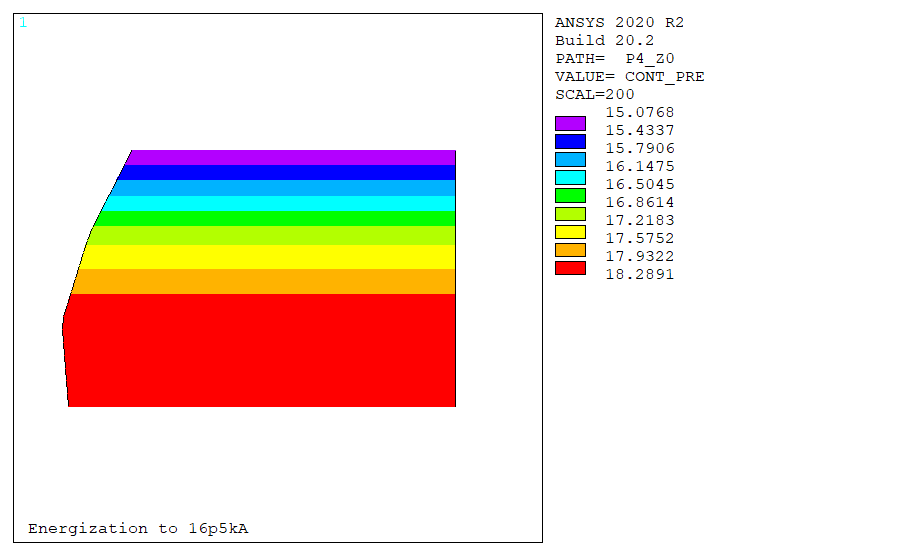 1
ANSYS 2020 R2
Build 20.2
PATH=  P4_Z0
VALUE= CONT_PRE
SCAL=200
15.0768
15.4337
15.7906
16.1475
16.5045
16.8614
17.2183
17.5752
17.9322
18.2891
Energization to 16p5kA